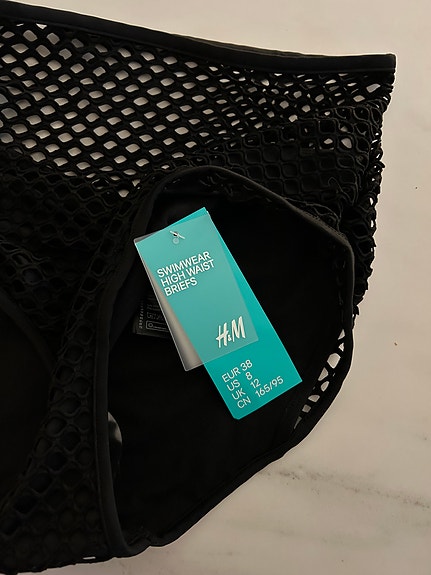 SWIMWEAR
HIGH WAIST
BRIEFS
H&M
EUR 38
US 8
UK 12
CN 165/95